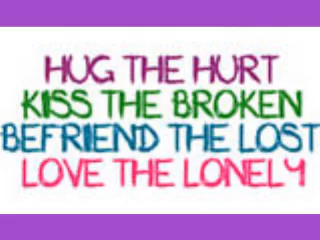 HUG THE HURT
KISS THE BROKEN
BEFRIEND THE LOST
LOVE THE LONELY